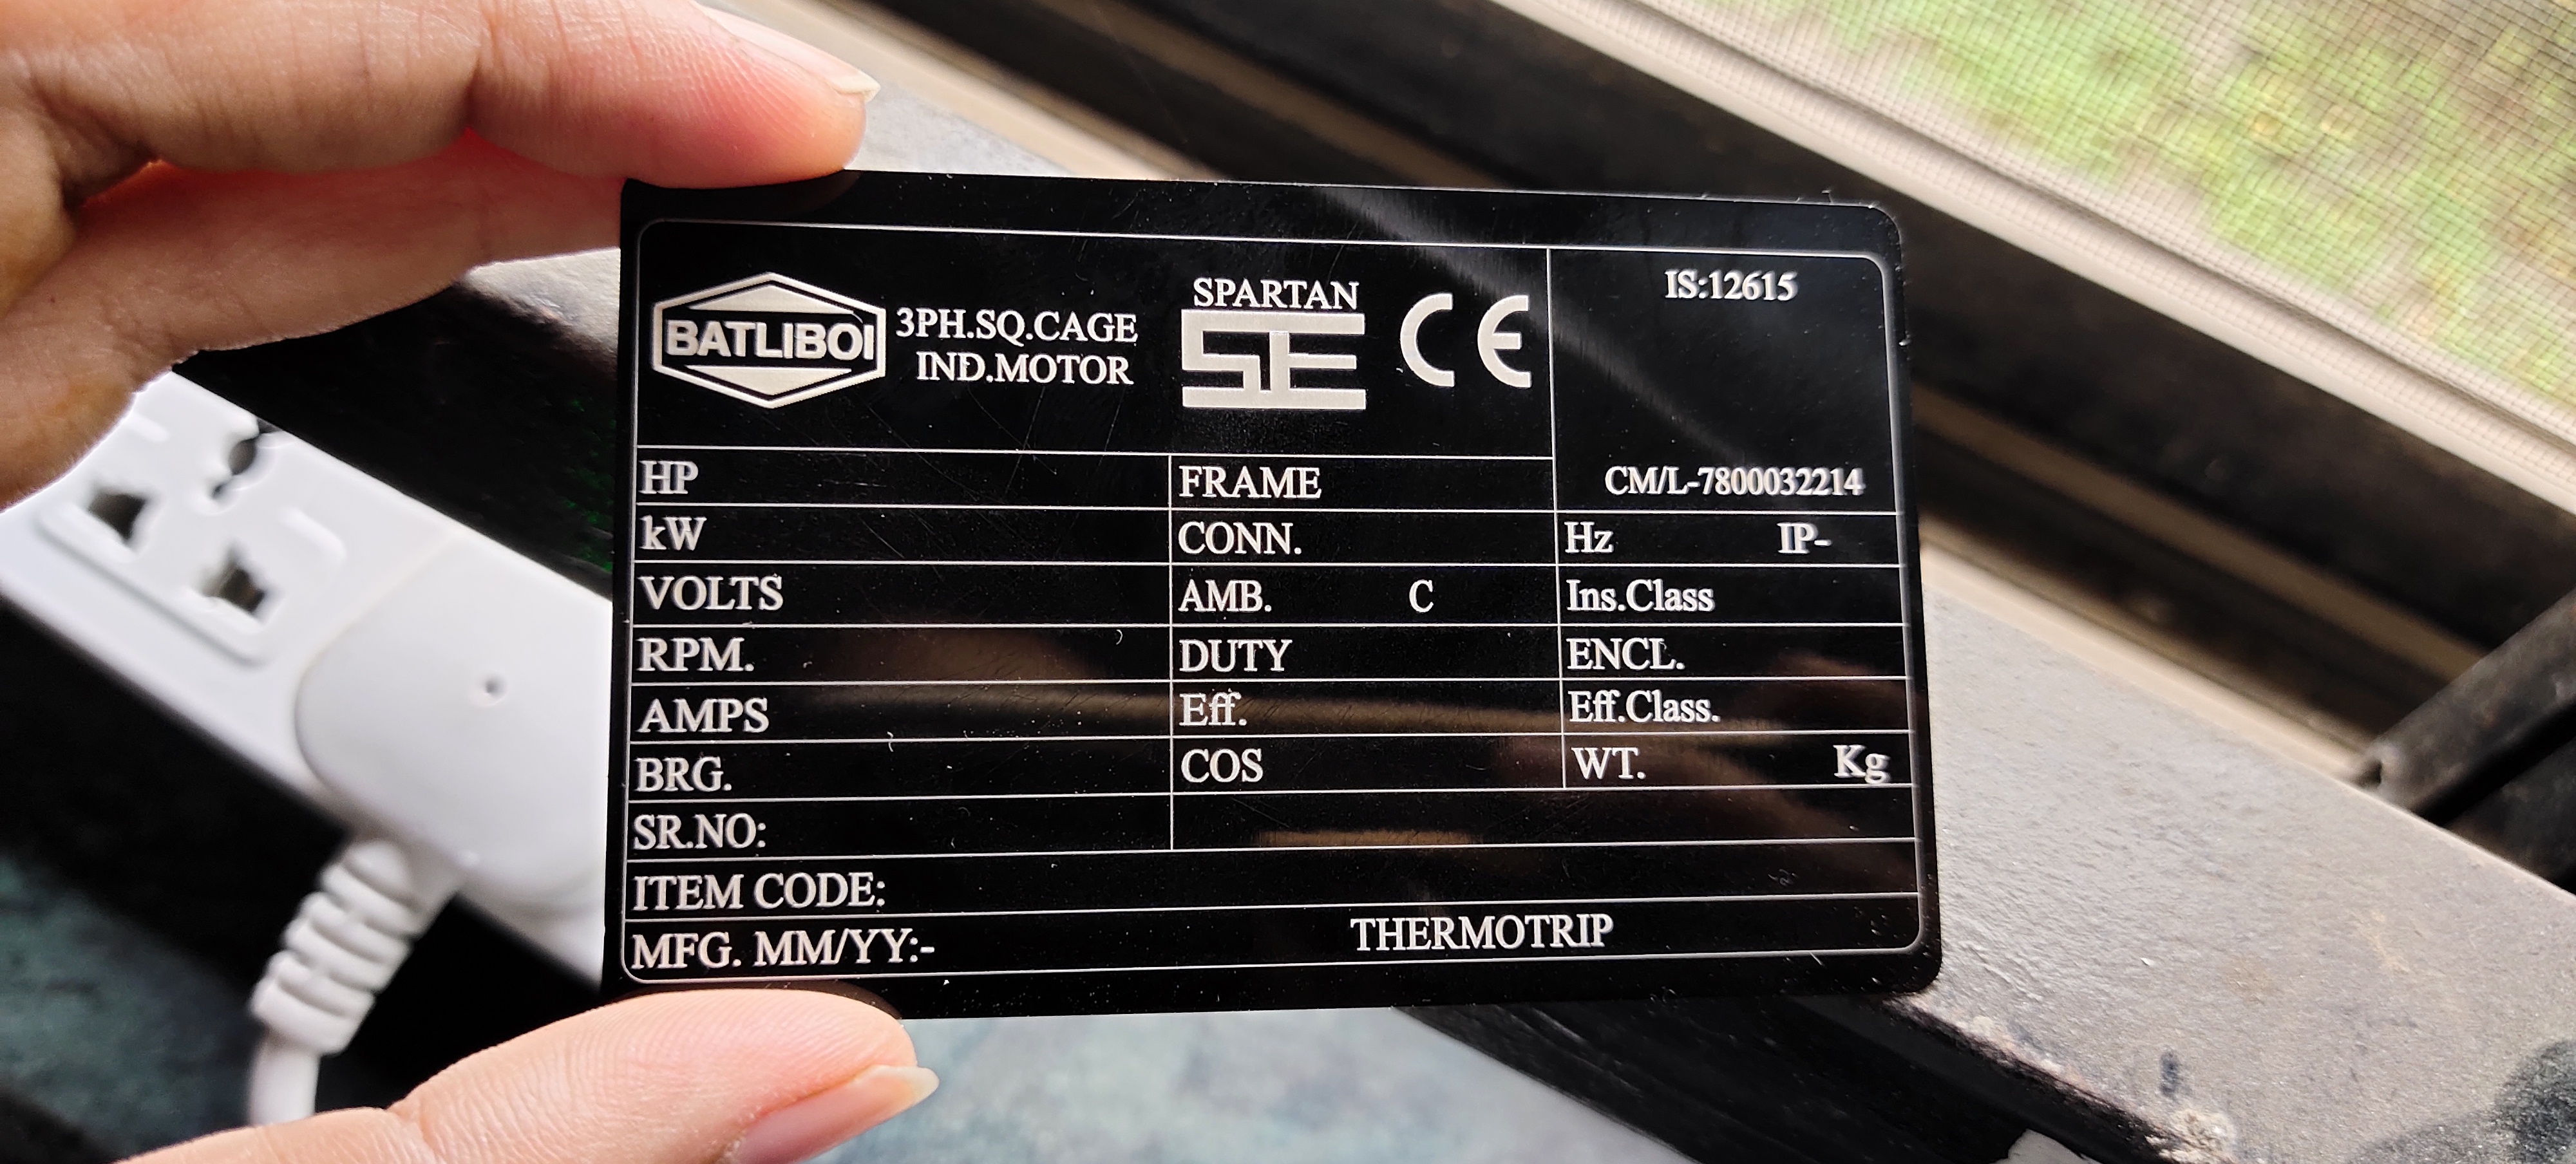 BATLIBOI
3PH.SQ.CAGE
IND.MOTOR
SPARTAN
SE
CE
IS:12615
CM/L-7800032214
HP
FRAME
kW
CONN.
Hz IP-
VOLTS
AMB. C
Ins.Class
RPM.
DUTY
ENCL.
AMPS
Eff.
Eff.Class.
BRG.
COS
WT. Kg
SR.NO:
ITEM CODE:
MFG. MM/YY:-
THERMOTRIP